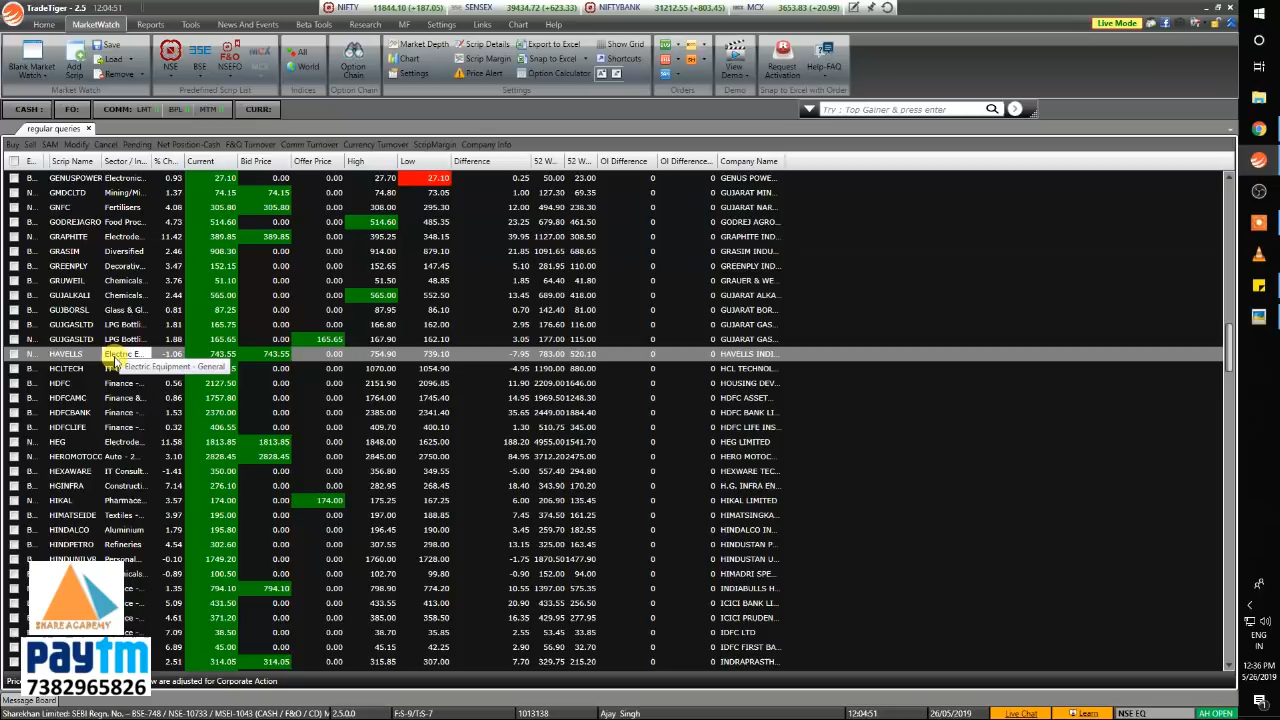 TradeTiger - 2.5 12:04:51 NIFTY 11844.10 (+187.05) SENSEX 39434.72 (+623.33) NIFTYBANK 31212.55 (+803.45) MCX 3653.83 (+20.99)
Home MarketWatch Reports Tools News And Events Beta Tools Research MF Settings Links Chart Help Live Mode
Blank Market Watch Add Scrip Save Load Remove NSE BSE NSEFO MCX All World Option Chain Market Depth Chart Settings Script Details Scrip Margin Price Alert Export to Excel Snap to Excel Option Calculator Show Grid Shortcuts View Demo Request Activation Help-FAQ
Market Watch Predefined Scrip List Indices Option Chain Settings Orders Demo Snap to Excel with Order
CASH : FO: COMM: LMT BPL MTM CURR: Try : Top Gainer & press enter
regular queries
Buy Sell SAM Modify Cancel Pending Net Position-Cash F&O Turnover Comm Turnover Currency Turnover ScripMargin Company Info
E... Scrip Name Sector / In... % Ch... Current Bid Price Offer Price High Low Difference 52 W... 52 W... OI Difference OI Difference... Company Name
B... GENUSPOWER Electronic... 0.93 27.10 0.00 0.00 27.70 27.10 0.25 50.00 23.00 0 0 GENUS POWE...
N... GMDCLTD Mining/Mi... 1.37 74.15 74.15 0.00 74.80 73.05 1.00 127.30 69.35 0 0 GUJARAT MIN...
N... GNFC Fertilisers 4.08 305.80 305.80 0.00 308.00 295.30 12.00 494.90 238.30 0 0 GUJARAT NAR...
B... GODREJAGRO Food Proc... 4.73 514.60 0.00 0.00 514.60 485.35 23.25 679.80 461.50 0 0 GODREJ AGRO...
N... GRAPHITE Electrode... 11.42 389.85 389.85 0.00 395.25 348.15 39.95 1127.00 308.50 0 0 GRAPHITE IND...
B... GRASIM Diversified 2.46 908.30 0.00 0.00 914.00 879.10 21.85 1091.65 688.65 0 0 GRASIM INDU...
B... GREENPLY Decorativ... 3.47 152.15 0.00 0.00 152.65 147.45 5.10 281.95 110.00 0 0 GREENPLY IND...
B... GRUWEIL Chemicals... 3.76 51.10 0.00 0.00 51.50 48.85 1.85 64.40 41.80 0 0 GRAUER & WE...
B... GUJALKALI Chemicals... 2.44 565.00 0.00 0.00 565.00 552.50 13.45 689.00 418.00 0 0 GUJARAT ALKA...
B... GUJBORSL Glass & Gl... 0.81 87.25 0.00 0.00 88.00 86.15 0.70 142.40 81.00 0 0 GUJARAT BOR...
B... GUJGASLTD LPG Bottli... 1.81 165.75 0.00 0.00 166.80 162.00 2.95 176.00 116.00 0 0 GUJARAT GAS...
N... GUJGASLTD LPG Bottli... 1.88 165.65 0.00 165.65 166.80 162.10 3.05 177.60 115.60 0 0 GUJARAT GAS...
N... HAVELLS Electric E... -1.06 743.55 743.55 0.00 754.90 739.10 -7.95 783.00 520.10 0 0 HAVELLS INDI...
Electric Equipment - General
B... HCLTECH 0.00 0.00 1070.00 1054.90 -4.95 1190.00 880.00 0 0 HCL TECHNOL...
B... HDFC Finance -... 0.56 2127.50 0.00 0.00 2151.90 2096.85 11.90 2209.00 1646.00 0 0 HOUSING DEV...
B... HDFCAMC Finance &... 0.86 1757.80 0.00 0.00 1785.00 1742.00 14.95 1969.50 1248.30 0 0 HDFC ASSET...
B... HDFCBANK Finance -... 1.53 2370.00 0.00 0.00 2385.00 2341.40 35.65 2449.00 1884.40 0 0 HDFC BANK LI...
B... HDFCLIFE Finance -... 0.32 406.55 0.00 0.00 409.70 400.10 1.30 510.75 345.00 0 0 HDFC LIFE INS...
N... HEG Electrode... 11.58 1813.85 1813.85 0.00 1848.00 1625.00 188.20 4955.00 1541.70 0 0 HEG LIMITED
N... HEROMOTOCO Auto - 2... 3.10 2828.45 2828.45 0.00 2845.00 2750.00 84.95 3712.20 2475.00 0 0 HERO MOTOC...
B... HEXAWARE IT Consult... -1.41 350.00 0.00 0.00 356.80 349.55 -5.00 557.40 294.80 0 0 HEXAWARE TEC...
B... HGINFRA Constructi... 7.14 276.10 0.00 0.00 282.95 268.45 18.40 343.90 170.20 0 0 H.G. INFRA EN...
N... HIKAL Pharmace... 3.57 174.00 0.00 174.00 175.25 167.25 6.00 206.90 135.45 0 0 HIKAL LIMITED
B... HIMATSEIDE Textiles -... 3.97 195.00 0.00 0.00 197.00 188.85 7.45 374.50 161.25 0 0 HIMATSINGKA...
B... HINDALCO Aluminium 1.79 195.80 0.00 0.00 196.45 190.00 3.45 259.70 182.55 0 0 HINDALCO IN...
B... HINDPETRO Refineries 4.54 302.60 0.00 0.00 307.55 298.00 13.15 325.00 163.45 0 0 HINDUSTAN P...
B... HINDUNILVR Personal... -0.10 1749.20 0.00 0.00 1760.00 1728.00 -1.75 1870.50 1477.90 0 0 HINDUSTAN U...
-0.89 100.50 0.00 0.00 102.70 99.80 -0.90 152.00 94.00 0 0 HIMADRI SPE...
1.35 794.10 794.10 0.00 798.90 774.20 10.55 1397.00 575.35 0 0 INDIABULLS H...
5.09 431.50 0.00 0.00 433.55 413.00 20.90 433.55 256.50 0 0 ICICI BANK LI...
4.61 371.20 0.00 0.00 385.00 358.50 16.35 433.20 278.00 0 0 ICICI PRUDEN...
7.09 38.50 0.00 0.00 38.70 35.85 2.55 53.45 33.35 0 0 IDFC LTD
6.89 45.00 0.00 0.00 45.15 42.25 2.90 48.30 32.70 0 0 IDFC FIRST BA...
2.51 314.05 314.05 0.00 315.85 307.00 7.70 329.75 215.20 0 0 INDRAPRASTH...
SHARE ACADEMY
paytm
7382965826
are adjusted for Corporate Action
Message Board
Sharekhan Limited: SEBI Regn. No.– BSE-748 / NSE-10733 / MSEI-1043 (CASH / F&O / CD) 2.5.0.0 F:S-9/T:S-7 1013138 Ajay Singh 12:04:51 26/05/2019 Live Chat Learn NSE EQ AH OPEN
ENG
IN
12:36 PM
5/26/2019